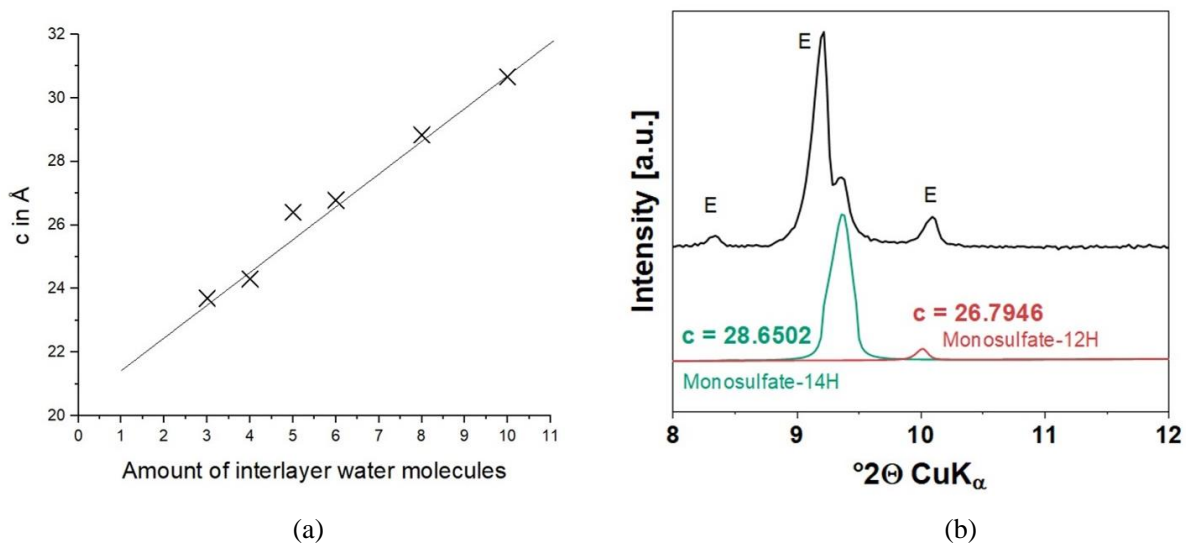 32
30
28
26
24
22
20
c in Å
0 1 2 3 4 5 6 7 8 9 10 11
Amount of interlayer water molecules
(a)
Intensity [a.u.]
E
E
E
c = 28.6502
Monosulfate-14H
c = 26.7946
Monosulfate-12H
8 9 10 11 12
°2Θ CuKα
(b)